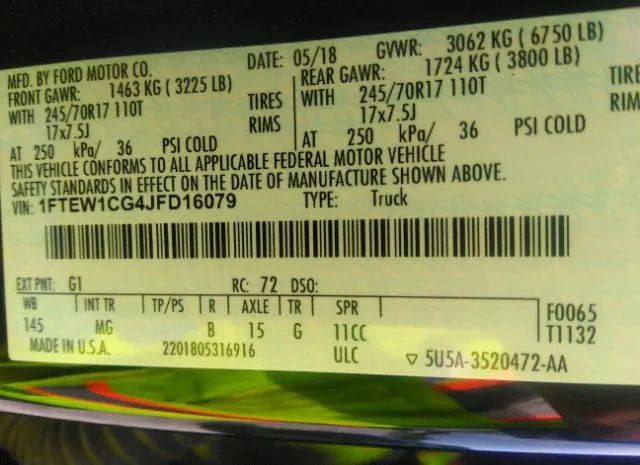 MFD. BY FORD MOTOR CO. DATE: 05/18 GVWR: 3062 KG ( 6750 LB)
FRONT GAWR: 1463 KG ( 3225 LB) REAR GAWR: 1724 KG ( 3800 LB)
WITH 245/70R17 110T TIRES WITH 245/70R17 110T TIRES
17x7.5J RIMS 17x7.5J RIMS
AT 250 kPa/ 36 PSI COLD AT 250 kPa/ 36 PSI COLD
THIS VEHICLE CONFORMS TO ALL APPLICABLE FEDERAL MOTOR VEHICLE
SAFETY STANDARDS IN EFFECT ON THE DATE OF MANUFACTURE SHOWN ABOVE.
VIN: 1FTEW1CG4JFD16079 TYPE: Truck
EXT PNT: G1 RC: 72 DSO:
WB INT TR TP/PS R AXLE TR SPR F0065
145 MG B 15 G 11CC T1132
MADE IN U.S.A. 2201805316916 ULC ▽ 5U5A-3520472-AA